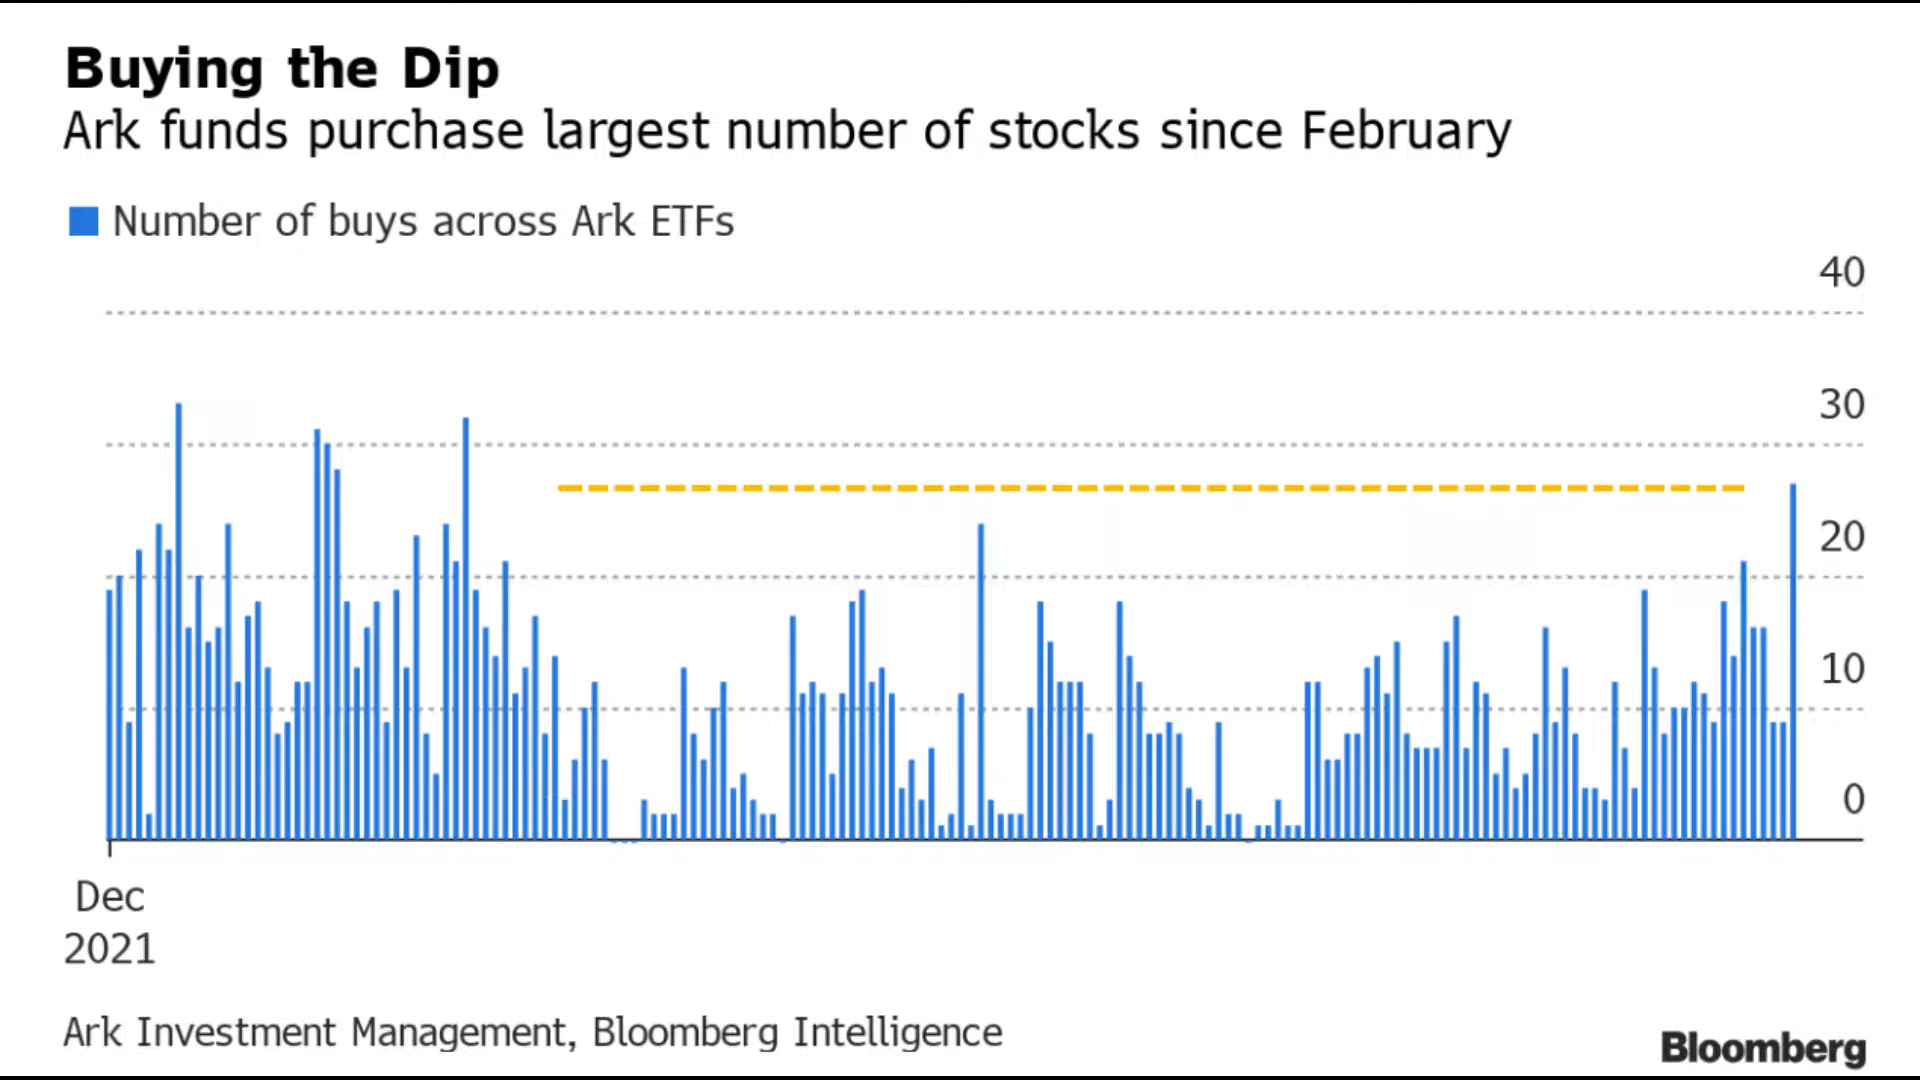 Buying the Dip
Ark funds purchase largest number of stocks since February
Number of buys across Ark ETFs
40
30
20
10
0
Dec
2021
Ark Investment Management, Bloomberg Intelligence
Bloomberg